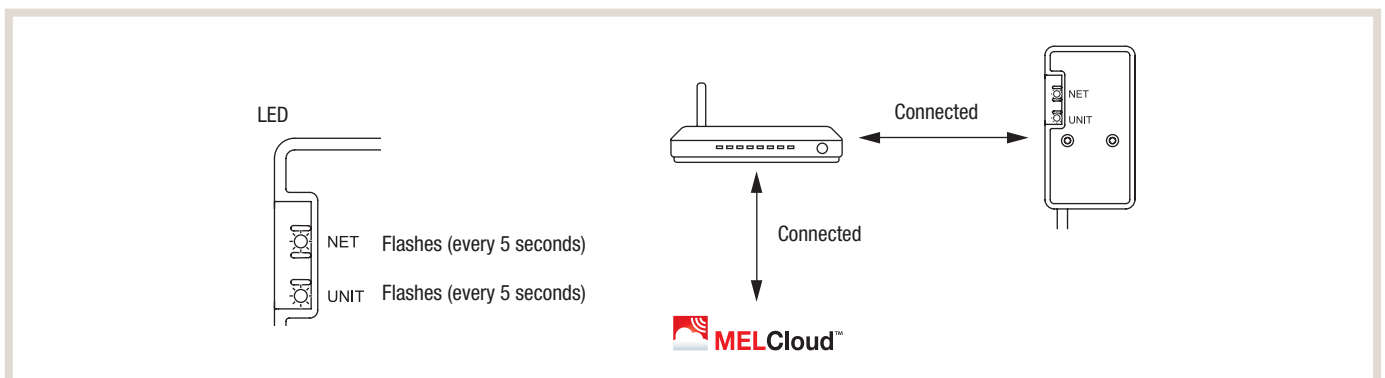 LED
NET Flashes (every 5 seconds)
UNIT Flashes (every 5 seconds)
Connected
NET
UNIT
Connected
MELCloud™